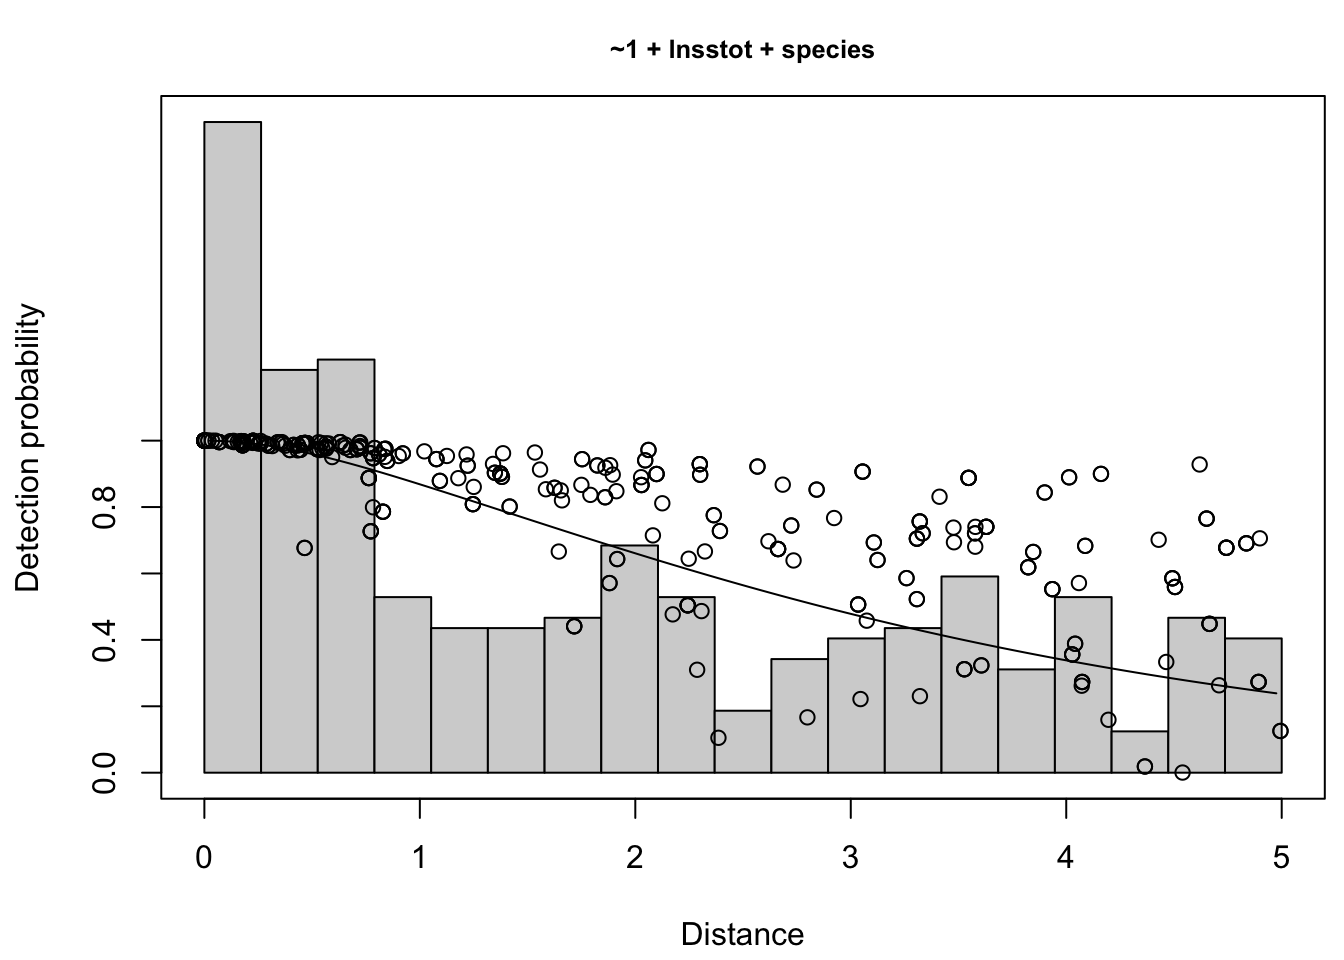 ~1 + lnsstot + species
Detection probability
0.8
0.4
0.0
0 1 2 3 4 5
Distance